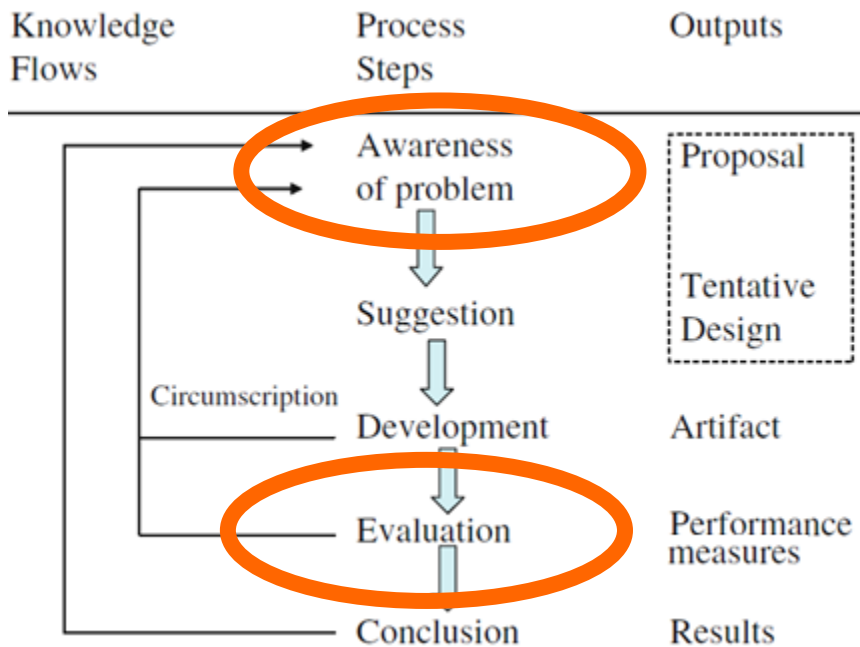 Knowledge
Flows
Process
Steps
Outputs
Awareness
of problem
Proposal
Suggestion
Tentative
Design
Circumscription
Development
Artifact
Evaluation
Performance
measures
Conclusion
Results